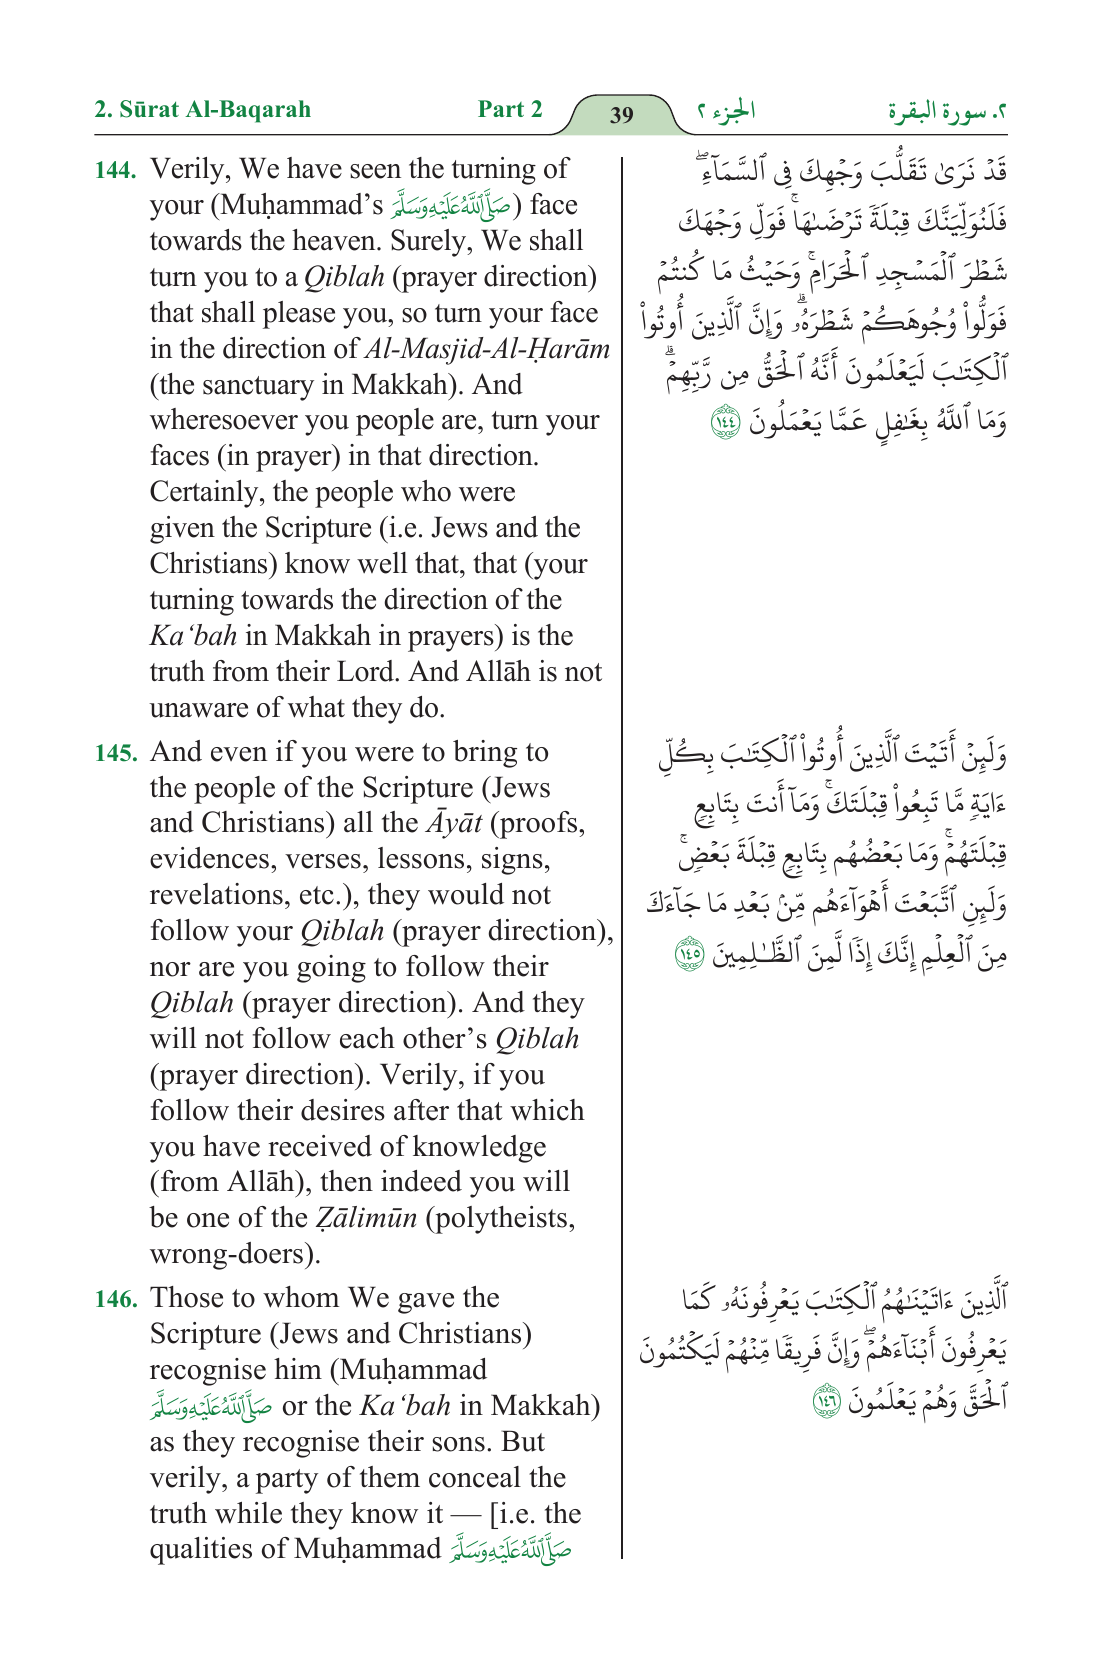 2. Sūrat Al-Baqarah Part 2 39 الجزء ٢ ٢. سورة البقرة
144. Verily, We have seen the turning of
your (Muḥammad’s صَلَّى اللَّهُ عَلَيْهِ وَسَلَّمَ) face
towards the heaven. Surely, We shall
turn you to a Qiblah (prayer direction)
that shall please you, so turn your face
in the direction of Al-Masjid-Al-Ḥarām
(the sanctuary in Makkah). And
wheresoever you people are, turn your
faces (in prayer) in that direction.
Certainly, the people who were
given the Scripture (i.e. Jews and the
Christians) know well that, that (your
turning towards the direction of the
Ka‘bah in Makkah in prayers) is the
truth from their Lord. And Allāh is not
unaware of what they do.
قَدۡ نَرَىٰ تَقَلُّبَ وَجۡهِكَ فِي ٱلسَّمَآءِۖ
فَلَنُوَلِّيَنَّكَ قِبۡلَةٗ تَرۡضَىٰهَاۚ فَوَلِّ وَجۡهَكَ
شَطۡرَ ٱلۡمَسۡجِدِ ٱلۡحَرَامِۚ وَحَيۡثُ مَا كُنتُمۡ
فَوَلُّواْ وُجُوهَكُمۡ شَطۡرَهُۥۗ وَإِنَّ ٱلَّذِينَ أُوتُواْ
ٱلۡكِتَٰبَ لَيَعۡلَمُونَ أَنَّهُ ٱلۡحَقُّ مِن رَّبِّهِمۡۗ
وَمَا ٱللَّهُ بِغَٰفِلٍ عَمَّا يَعۡمَلُونَ ١٤٤
145. And even if you were to bring to
the people of the Scripture (Jews
and Christians) all the Āyāt (proofs,
evidences, verses, lessons, signs,
revelations, etc.), they would not
follow your Qiblah (prayer direction),
nor are you going to follow their
Qiblah (prayer direction). And they
will not follow each other’s Qiblah
(prayer direction). Verily, if you
follow their desires after that which
you have received of knowledge
(from Allāh), then indeed you will
be one of the Ẓālimūn (polytheists,
wrong-doers).
وَلَئِنۡ أَتَيۡتَ ٱلَّذِينَ أُوتُواْ ٱلۡكِتَٰبَ بِكُلِّ
ءَايَةٖ مَّا تَبِعُواْ قِبۡلَتَكَۚ وَمَآ أَنتَ بِتَابِعٖ
قِبۡلَتَهُمۡۚ وَمَا بَعۡضُهُم بِتَابِعٖ قِبۡلَةَ بَعۡضٖۚ
وَلَئِنِ ٱتَّبَعۡتَ أَهۡوَآءَهُم مِّنۢ بَعۡدِ مَا جَآءَكَ
مِنَ ٱلۡعِلۡمِ إِنَّكَ إِذٗا لَّمِنَ ٱلظَّٰلِمِينَ ١٤٥
146. Those to whom We gave the
Scripture (Jews and Christians)
recognise him (Muḥammad
صَلَّى اللَّهُ عَلَيْهِ وَسَلَّمَ or the Ka‘bah in Makkah)
as they recognise their sons. But
verily, a party of them conceal the
truth while they know it — [i.e. the
qualities of Muḥammad صَلَّى اللَّهُ عَلَيْهِ وَسَلَّمَ
ٱلَّذِينَ ءَاتَيۡنَٰهُمُ ٱلۡكِتَٰبَ يَعۡرِفُونَهُۥ كَمَا
يَعۡرِفُونَ أَبۡنَآءَهُمۡۖ وَإِنَّ فَرِيقٗا مِّنۡهُمۡ لَيَكۡتُمُونَ
ٱلۡحَقَّ وَهُمۡ يَعۡلَمُونَ ١٤٦